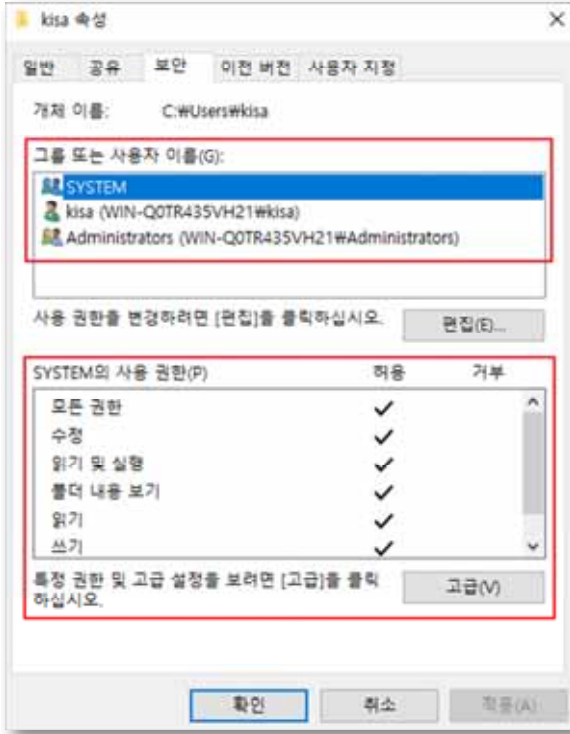 kisa 속성
일반 공유 보안 이전 버전 사용자 지정
개체 이름: C:₩Users₩kisa
그룹 또는 사용자 이름(G):
SYSTEM
kisa (WIN-Q0TR435VH21₩kisa)
Administrators (WIN-Q0TR435VH21₩Administrators)
사용 권한을 변경하려면 [편집]을 클릭하십시오.
편집(E)...
SYSTEM의 사용 권한(P) 허용 거부
모든 권한
수정
읽기 및 실행
폴더 내용 보기
읽기
쓰기
특정 권한 및 고급 설정을 보려면 [고급]을 클릭
하십시오.
고급(V)
확인 취소 적용(A)